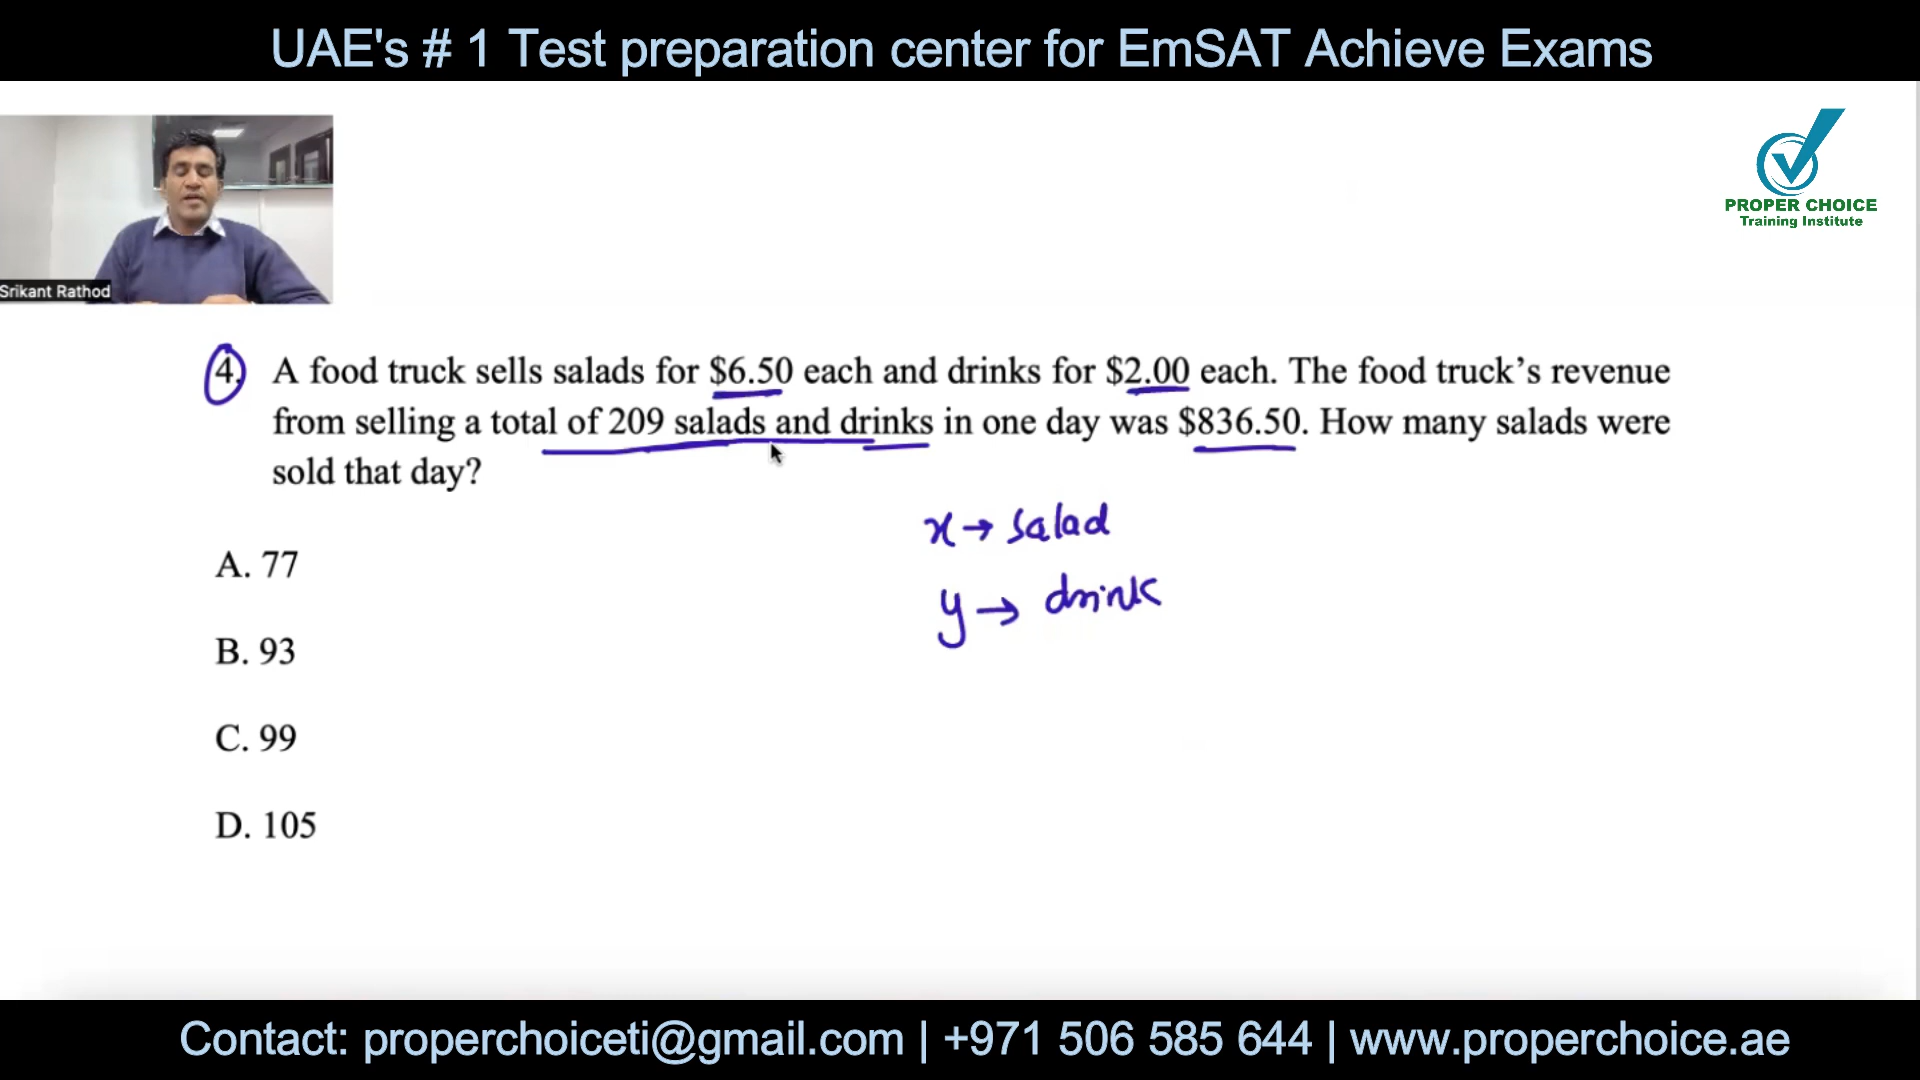 UAE's # 1 Test preparation center for EmSAT Achieve Exams
PROPER CHOICE
Training Institute
Srikant Rathod
4. A food truck sells salads for $6.50 each and drinks for $2.00 each. The food truck’s revenue
from selling a total of 209 salads and drinks in one day was $836.50. How many salads were
sold that day?
x → salad
y → drink
A. 77
B. 93
C. 99
D. 105
Contact: properchoiceti@gmail.com | +971 506 585 644 | www.properchoice.ae